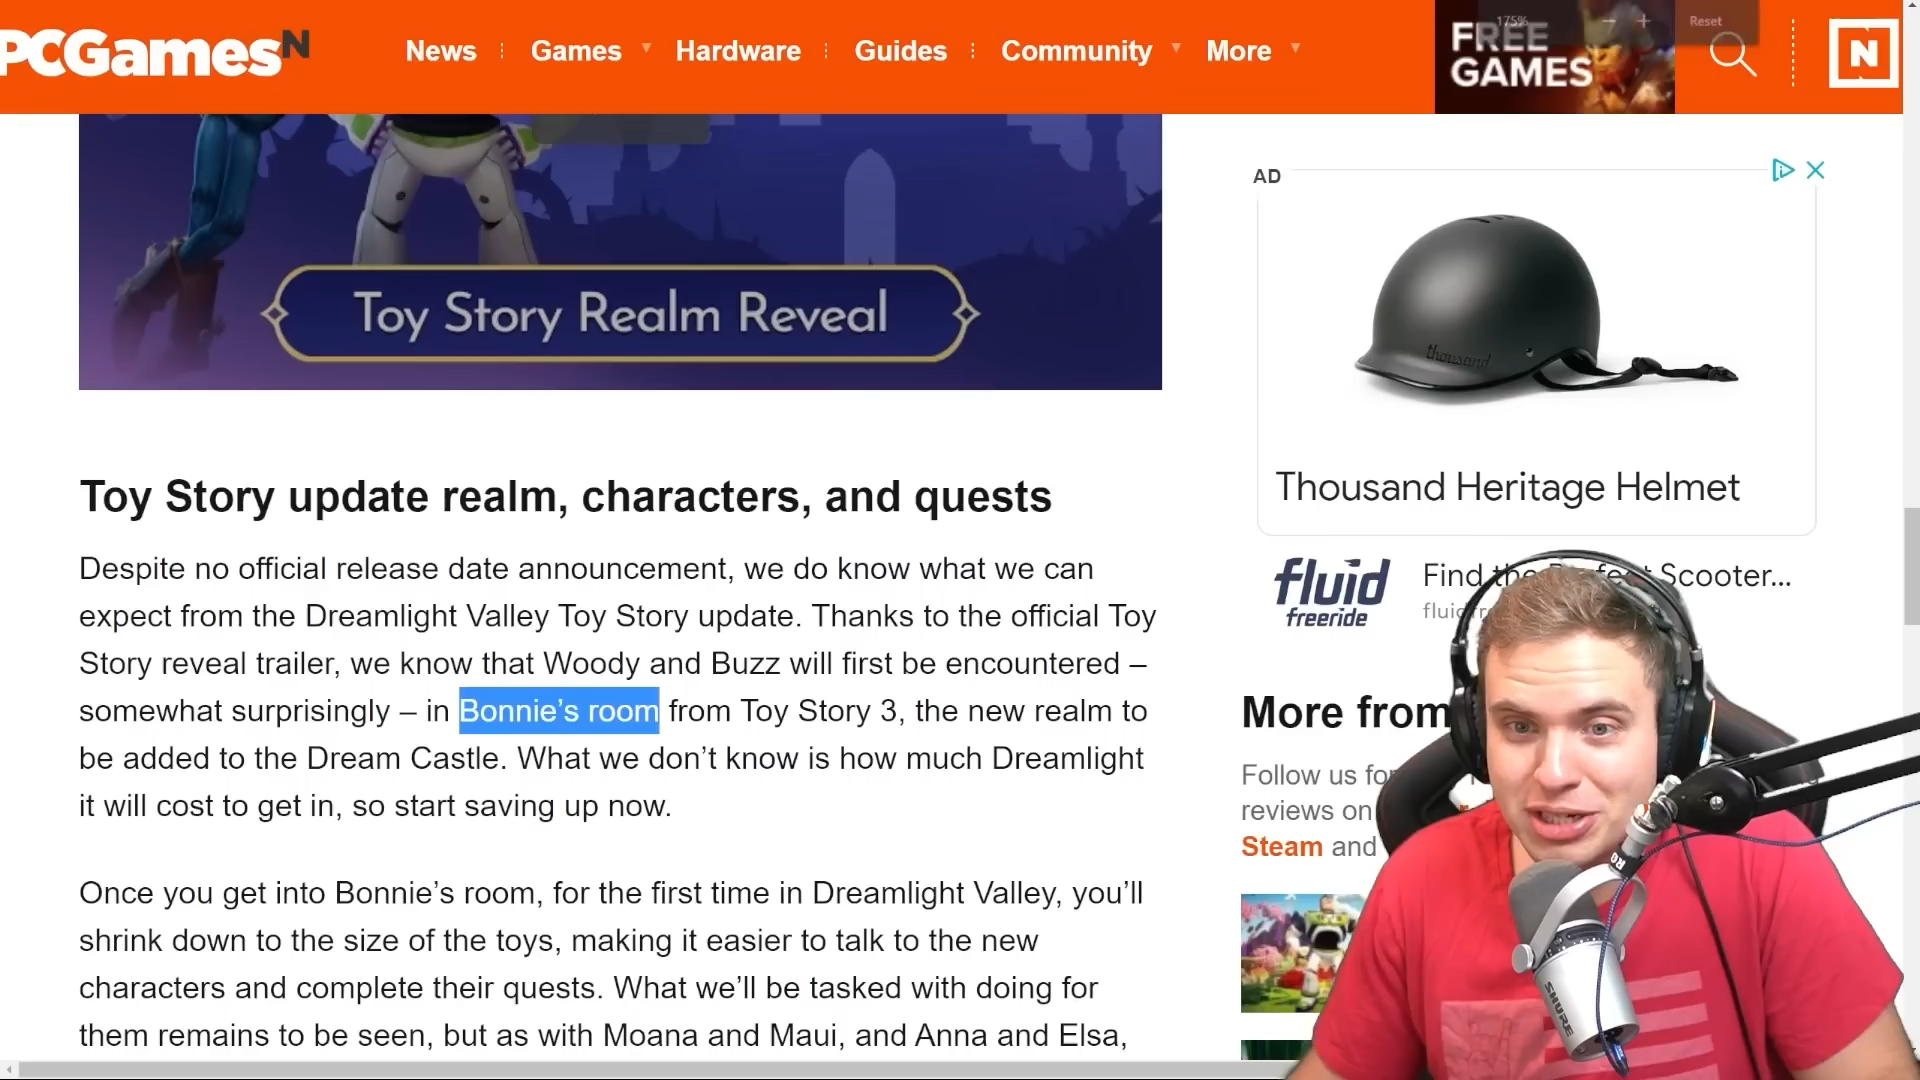 PCGamesN
News
Games
Hardware
Guides
Community
More
FREE
GAMES
175%
Reset
N
Toy Story Realm Reveal
AD
thousand
Thousand Heritage Helmet
fluid
freeride
Find the Perfect Scooter...
Toy Story update realm, characters, and quests
Despite no official release date announcement, we do know what we can
expect from the Dreamlight Valley Toy Story update. Thanks to the official Toy
Story reveal trailer, we know that Woody and Buzz will first be encountered –
somewhat surprisingly – in Bonnie’s room from Toy Story 3, the new realm to
be added to the Dream Castle. What we don’t know is how much Dreamlight
it will cost to get in, so start saving up now.
Once you get into Bonnie’s room, for the first time in Dreamlight Valley, you’ll
shrink down to the size of the toys, making it easier to talk to the new
characters and complete their quests. What we’ll be tasked with doing for
them remains to be seen, but as with Moana and Maui, and Anna and Elsa,
More from
Follow us for
reviews on
Steam and
SHURE